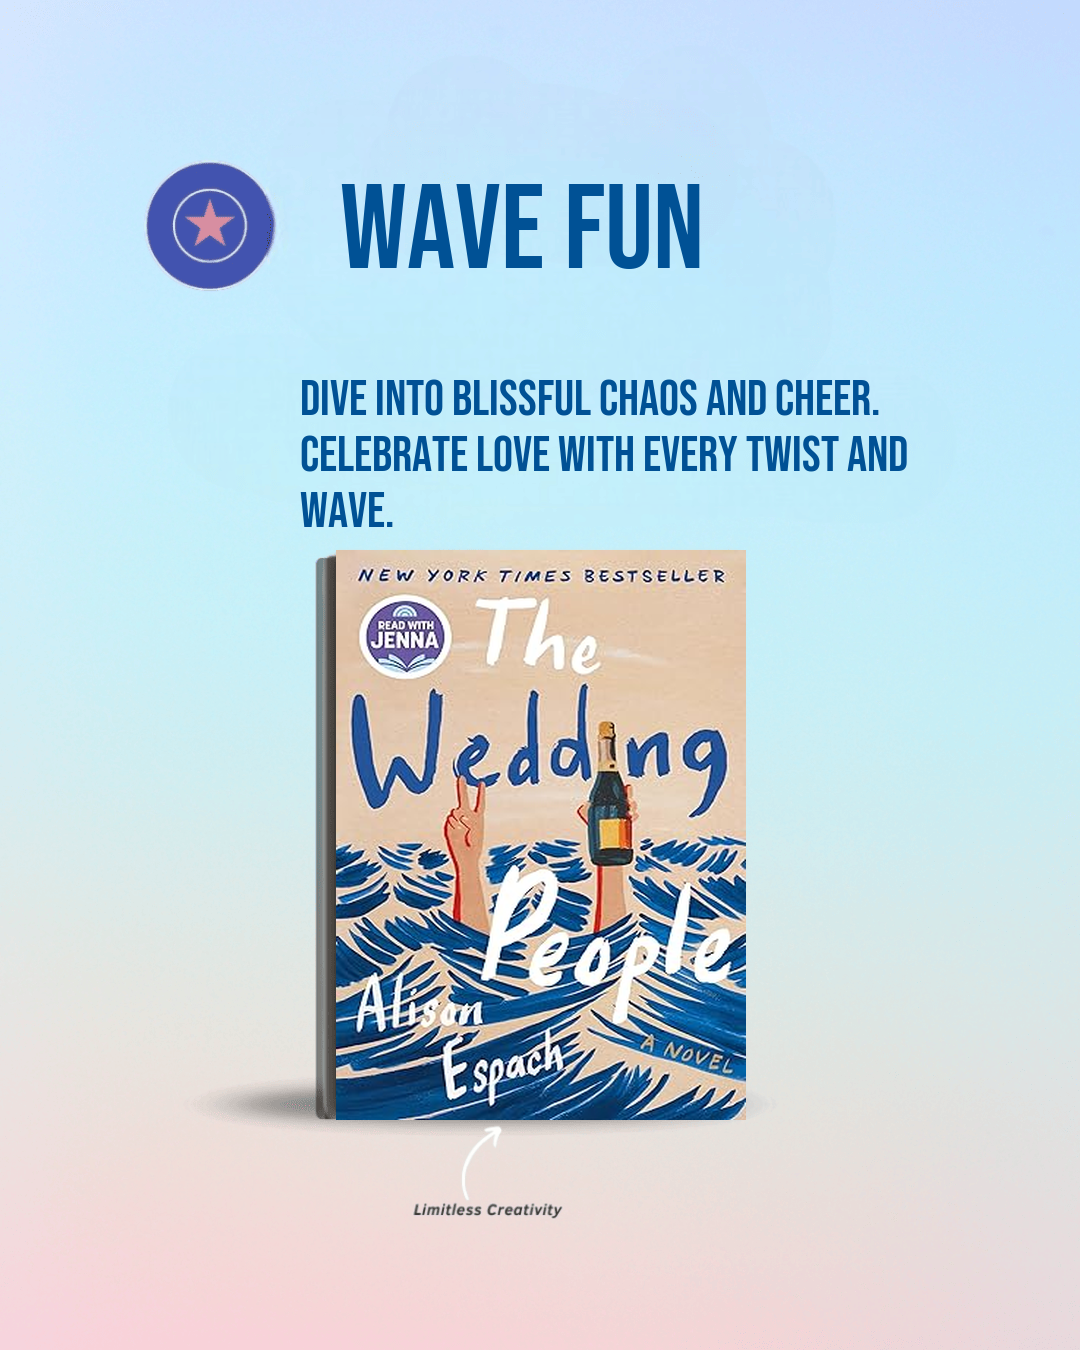 WAVE FUN
DIVE INTO BLISSFUL CHAOS AND CHEER.
CELEBRATE LOVE WITH EVERY TWIST AND
WAVE.
NEW YORK TIMES BESTSELLER
READ WITH
JENNA
The
Wedding
People
Alison
Espach
A NOVEL
Limitless Creativity